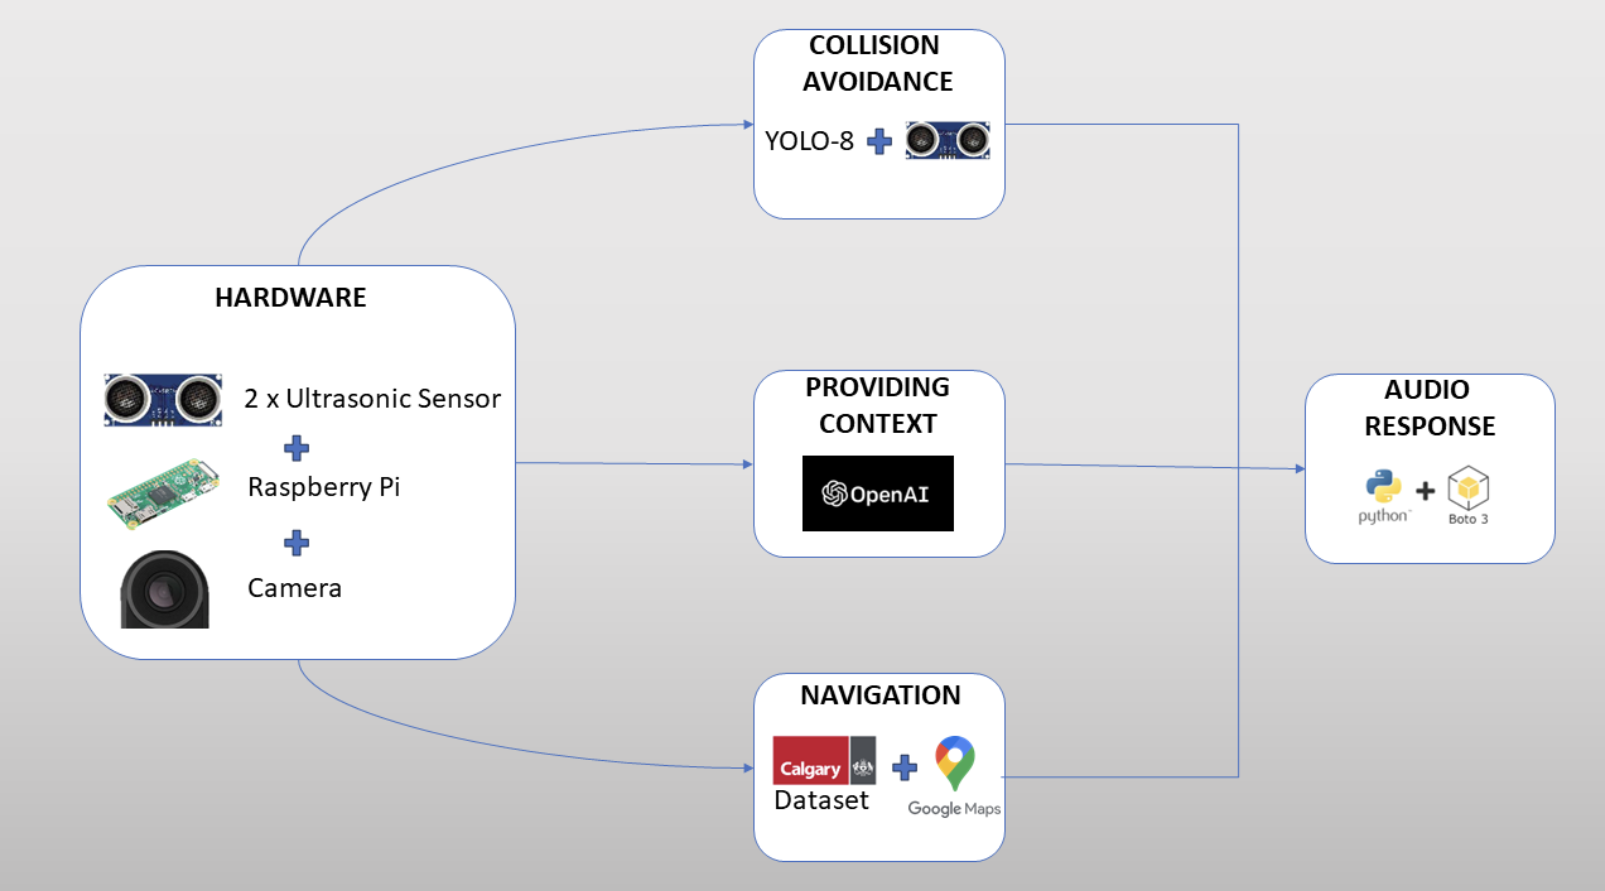 HARDWARE
2 x Ultrasonic Sensor
Raspberry Pi
Camera
COLLISION
AVOIDANCE
YOLO-8
PROVIDING
CONTEXT
OpenAI
NAVIGATION
Calgary
Dataset
Google Maps
AUDIO
RESPONSE
python
Boto 3